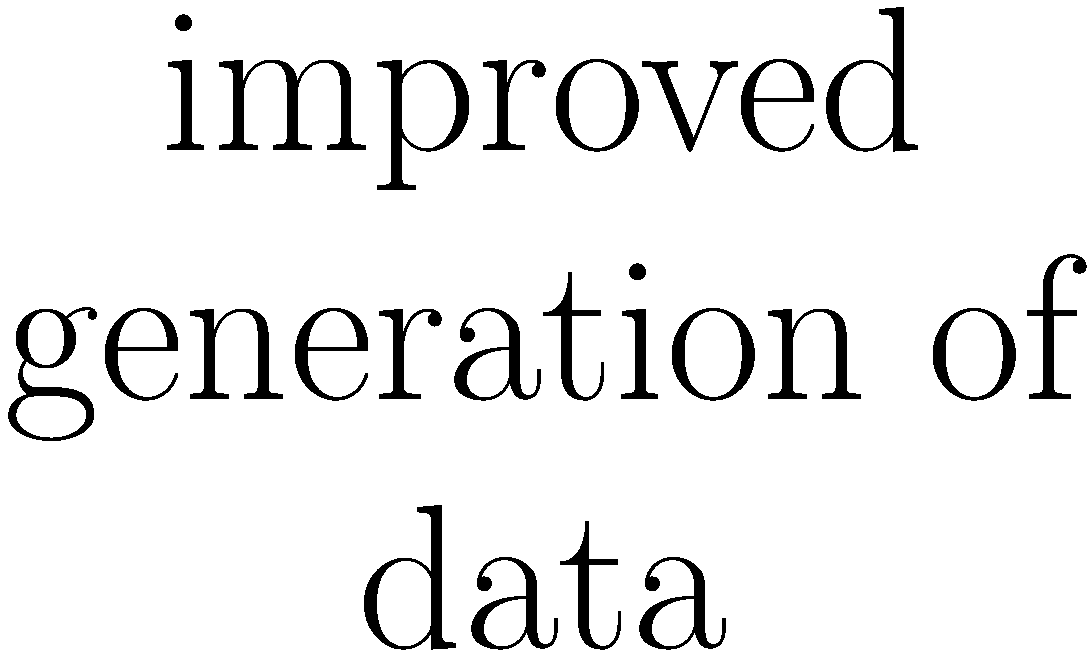 improved
generation of
data